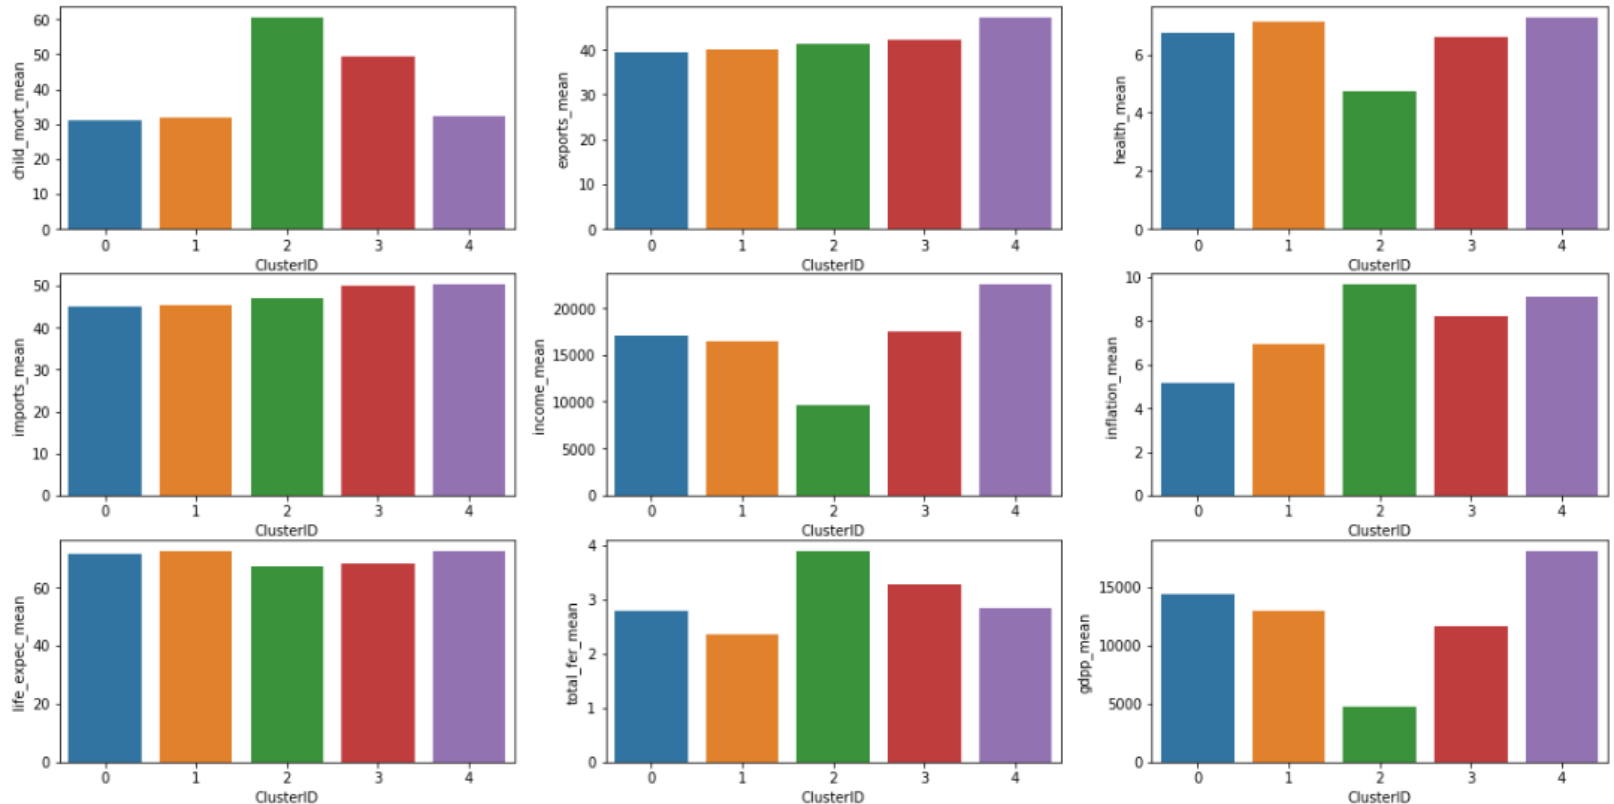 child_mort_mean
60
50
40
30
20
10
0
0 1 2 3 4
ClusterID
exports_mean
40
30
20
10
0
0 1 2 3 4
ClusterID
health_mean
6
4
2
0
0 1 2 3 4
ClusterID
imports_mean
50
40
30
20
10
0
0 1 2 3 4
ClusterID
income_mean
20000
15000
10000
5000
0
0 1 2 3 4
ClusterID
inflation_mean
10
8
6
4
2
0
0 1 2 3 4
ClusterID
life_expec_mean
60
40
20
0
0 1 2 3 4
ClusterID
total_fer_mean
4
3
2
1
0
0 1 2 3 4
ClusterID
gdpp_mean
15000
10000
5000
0
0 1 2 3 4
ClusterID